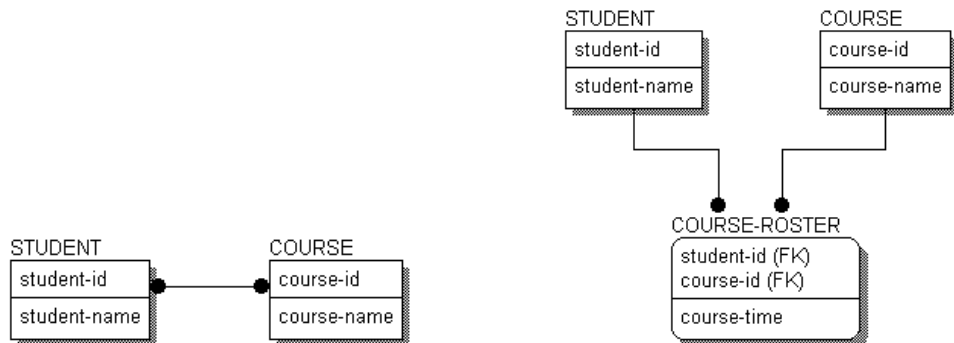 STUDENT
student-id
student-name
COURSE
course-id
course-name
STUDENT
student-id
student-name
COURSE
course-id
course-name
COURSE-ROSTER
student-id (FK)
course-id (FK)
course-time